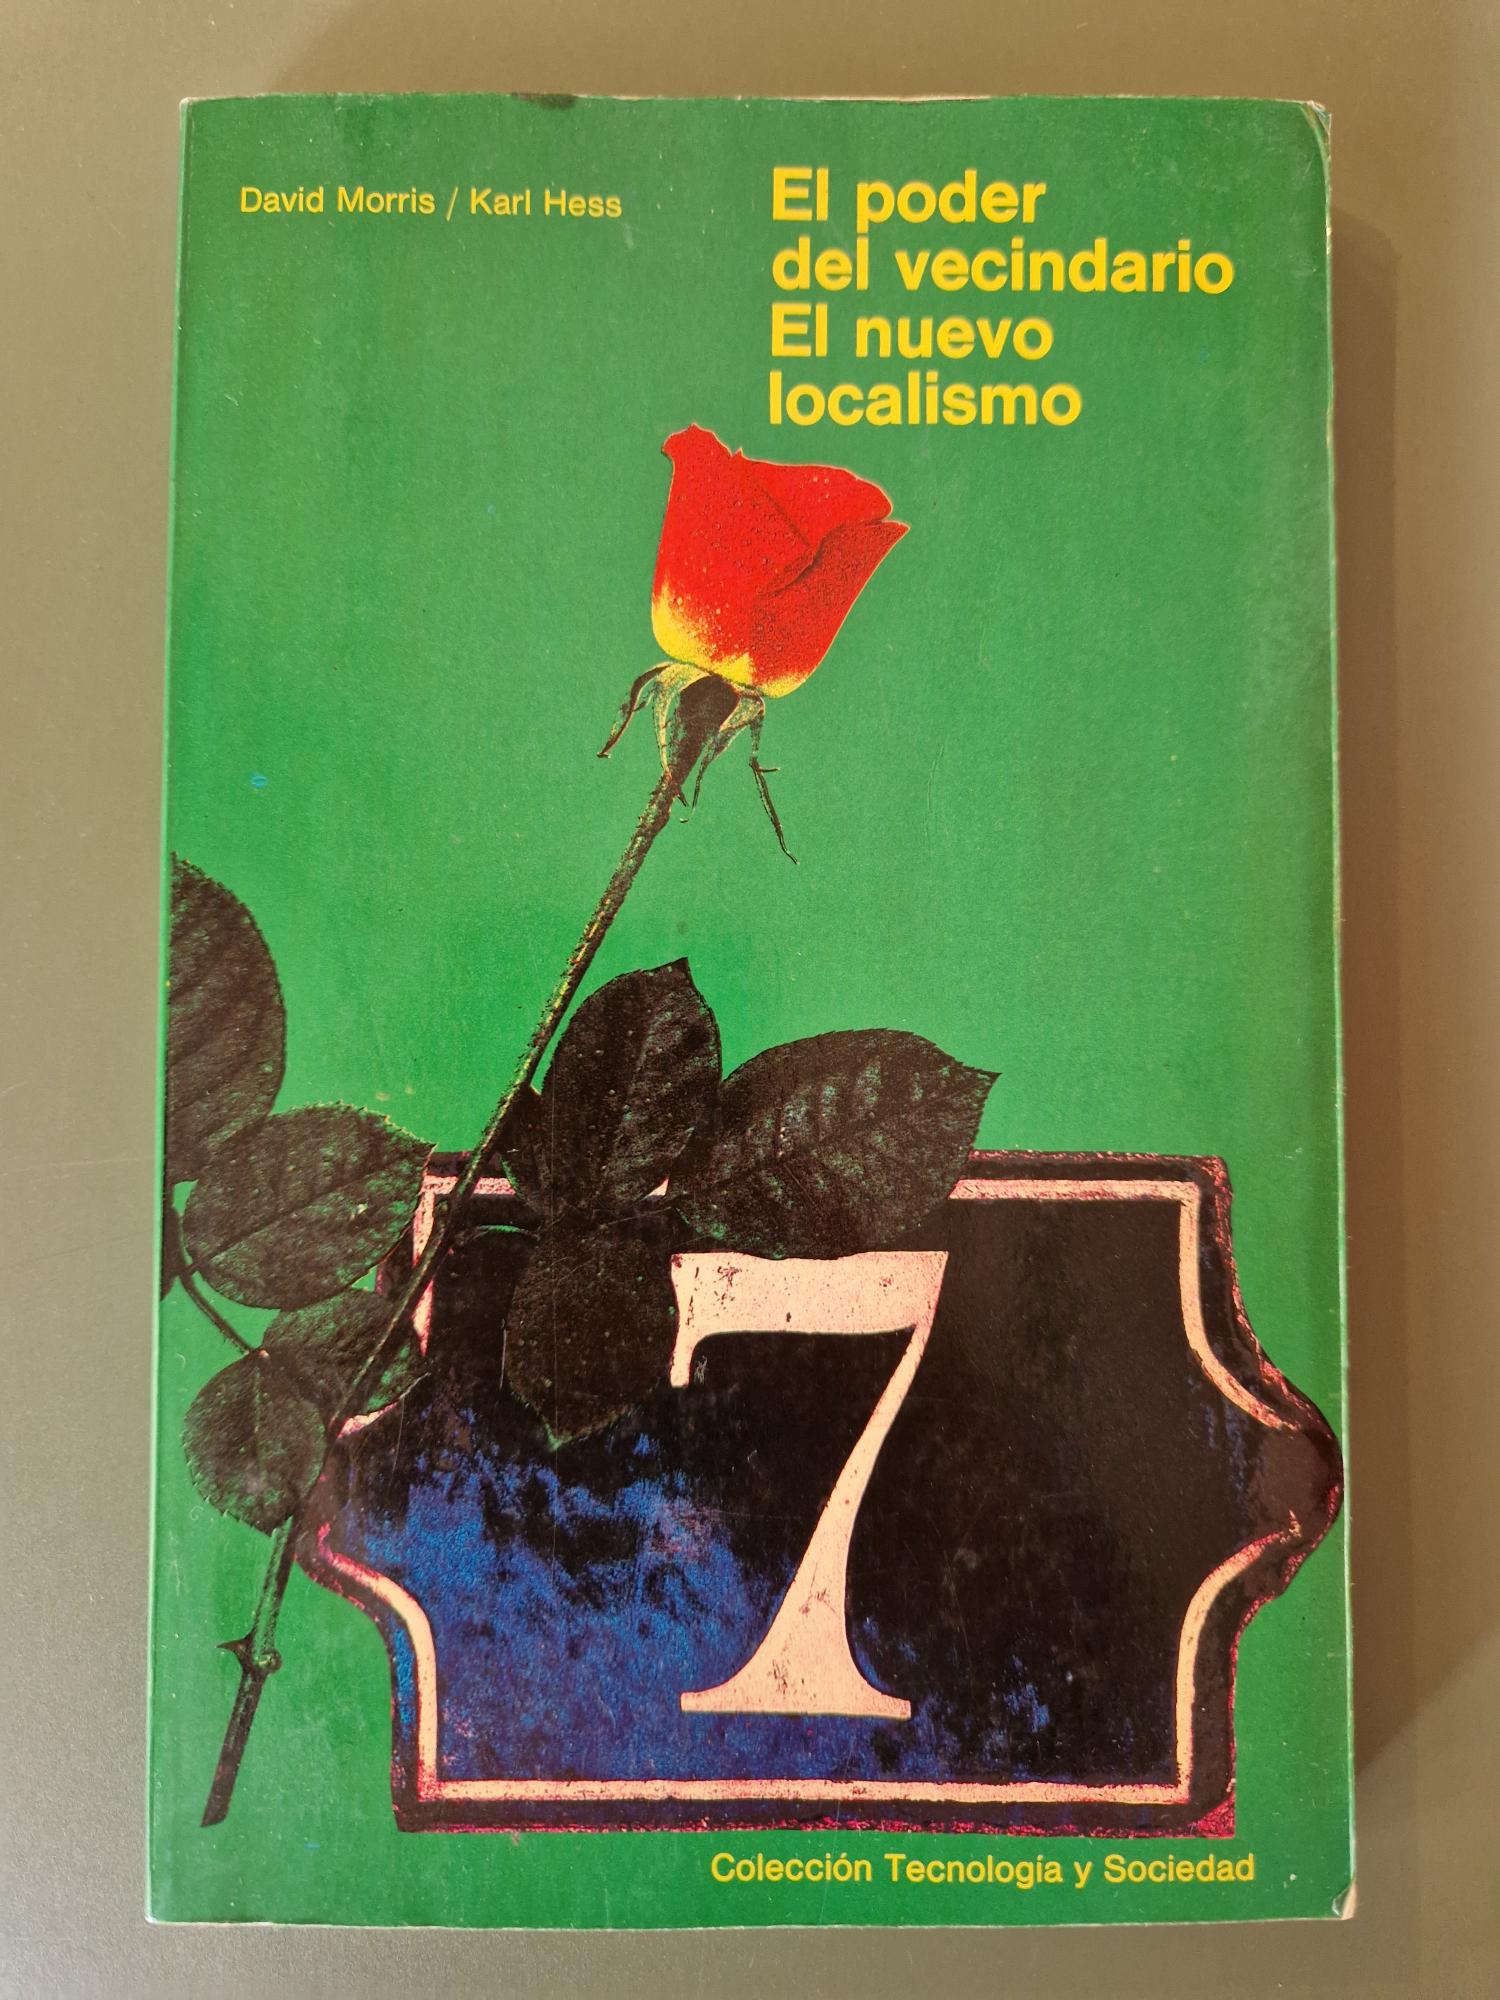 David Morris / Karl Hess
El poder
del vecindario
El nuevo
localismo
7
Colección Tecnología y Sociedad